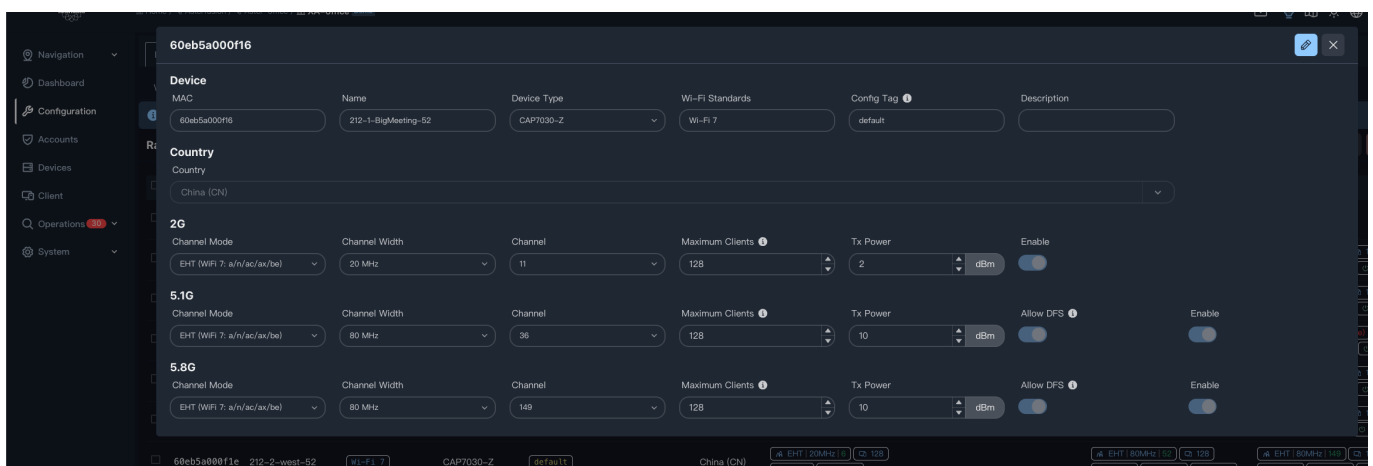 60eb5a000f16
Navigation
Dashboard
Configuration
Accounts
Devices
Client
Operations 30
System
Device
MAC Name Device Type Wi-Fi Standards Config Tag Description
60eb5a000f16 212-1-BigMeeting-52 CAP7030-Z Wi-Fi 7 default
Country
Country
China (CN)
2G
Channel Mode Channel Width Channel Maximum Clients Tx Power Enable
EHT (WiFi 7: a/n/ac/ax/be) 20 MHz 11 128 2 dBm
5.1G
Channel Mode Channel Width Channel Maximum Clients Tx Power Allow DFS Enable
EHT (WiFi 7: a/n/ac/ax/be) 80 MHz 36 128 10 dBm
5.8G
Channel Mode Channel Width Channel Maximum Clients Tx Power Allow DFS Enable
EHT (WiFi 7: a/n/ac/ax/be) 80 MHz 149 128 10 dBm
60eb5a000f1e 212-2-west-52 Wi-Fi 7 CAP7030-Z default China (CN) EHT | 20MHz | 6 128 EHT | 80MHz | 52 128 EHT | 80MHz | 149